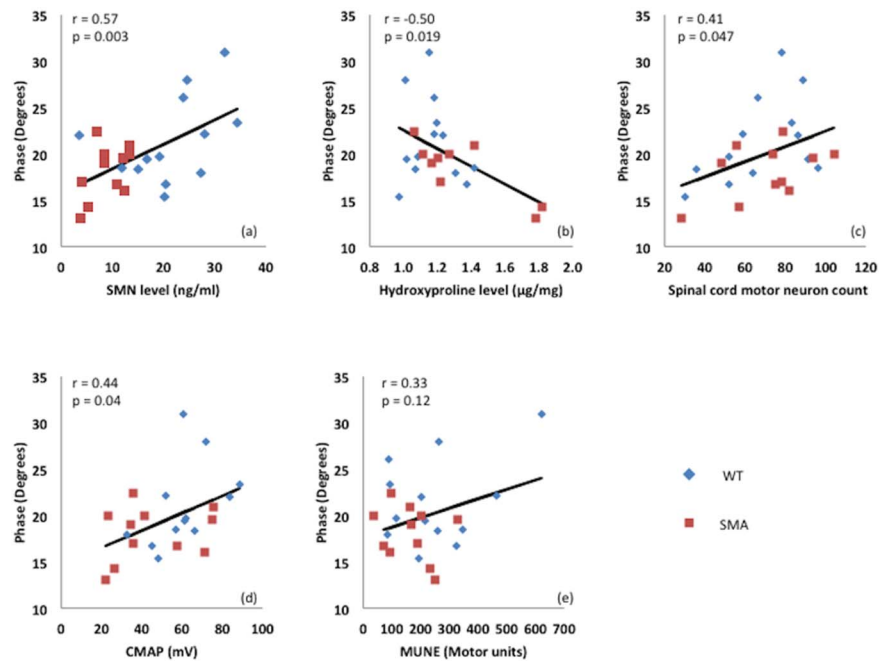 r = 0.57
p = 0.003
35
30
25
20
15
10
Phase (Degrees)
0 10 20 30 40
SMN level (ng/ml)
(a)
r = -0.50
p = 0.019
35
30
25
20
15
10
Phase (Degrees)
0.8 1.0 1.2 1.4 1.6 1.8 2.0
Hydroxyproline level (µg/mg)
(b)
r = 0.41
p = 0.047
35
30
25
20
15
10
Phase (Degrees)
20 40 60 80 100 120
Spinal cord motor neuron count
(c)
r = 0.44
p = 0.04
35
30
25
20
15
10
Phase (Degrees)
0 20 40 60 80 100
CMAP (mV)
(d)
r = 0.33
p = 0.12
35
30
25
20
15
10
Phase (Degrees)
0 100 200 300 400 500 600 700
MUNE (Motor units)
(e)
WT
SMA